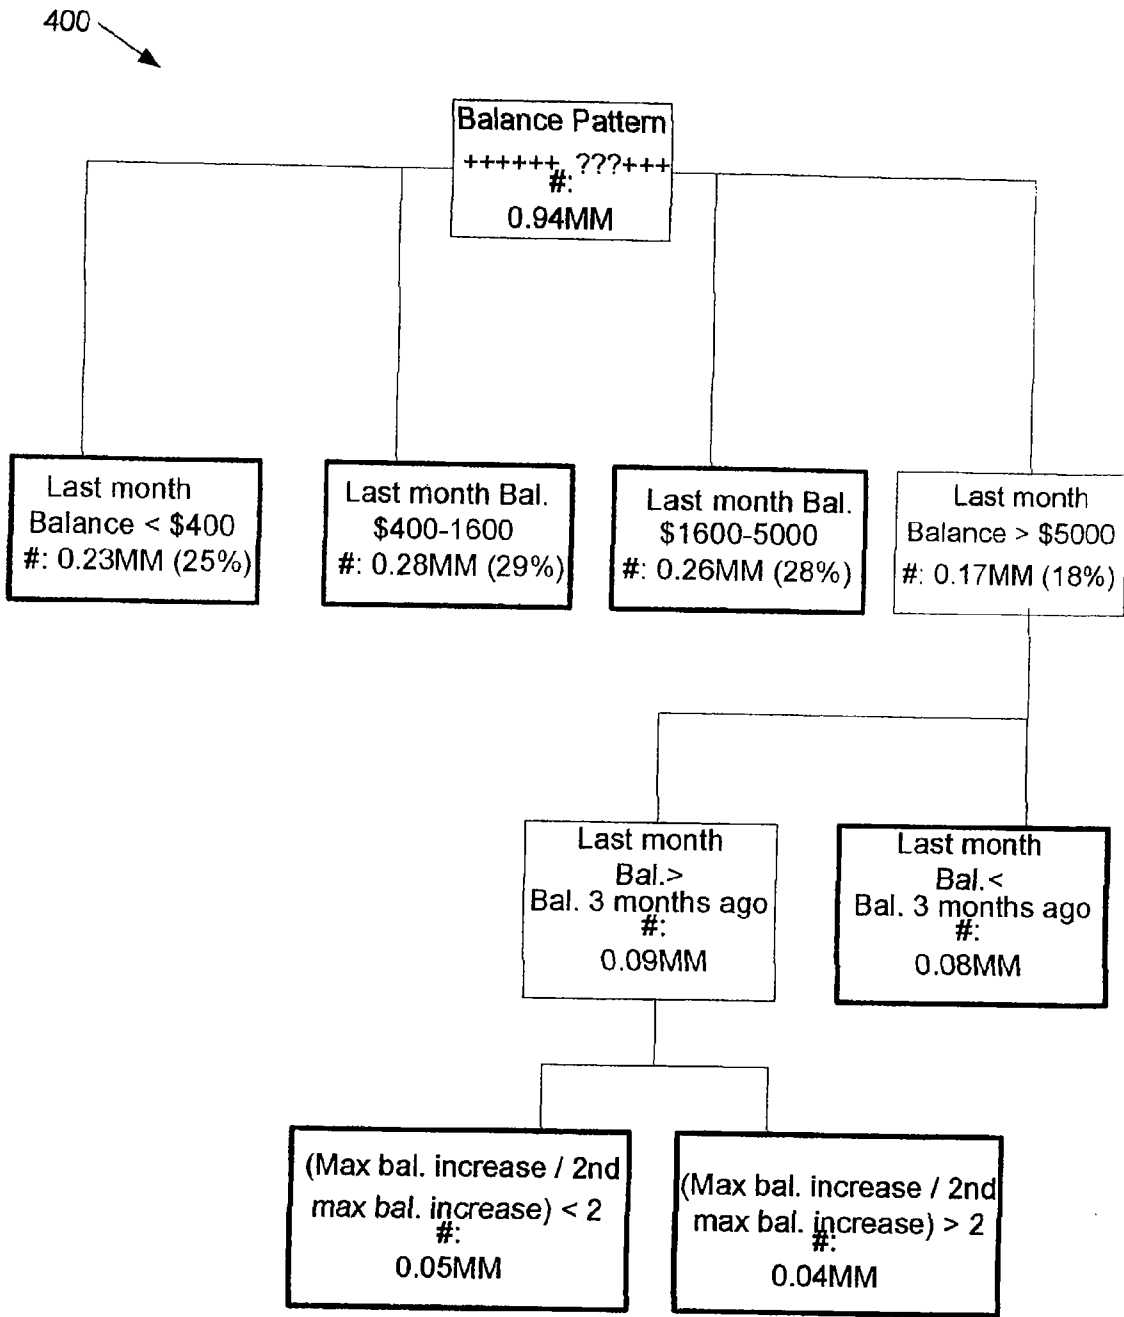 400
Balance Pattern
++++++ ???+++
#:
0.94MM
Last month
Balance < $400
#: 0.23MM (25%)
Last month Bal.
$400-1600
#: 0.28MM (29%)
Last month Bal.
$1600-5000
#: 0.26MM (28%)
Last month
Balance > $5000
#: 0.17MM (18%)
Last month
Bal.>
Bal. 3 months ago
#:
0.09MM
Last month
Bal.<
Bal. 3 months ago
#:
0.08MM
(Max bal. increase / 2nd
max bal. increase) < 2
#:
0.05MM
(Max bal. increase / 2nd
max bal. increase) > 2
#:
0.04MM